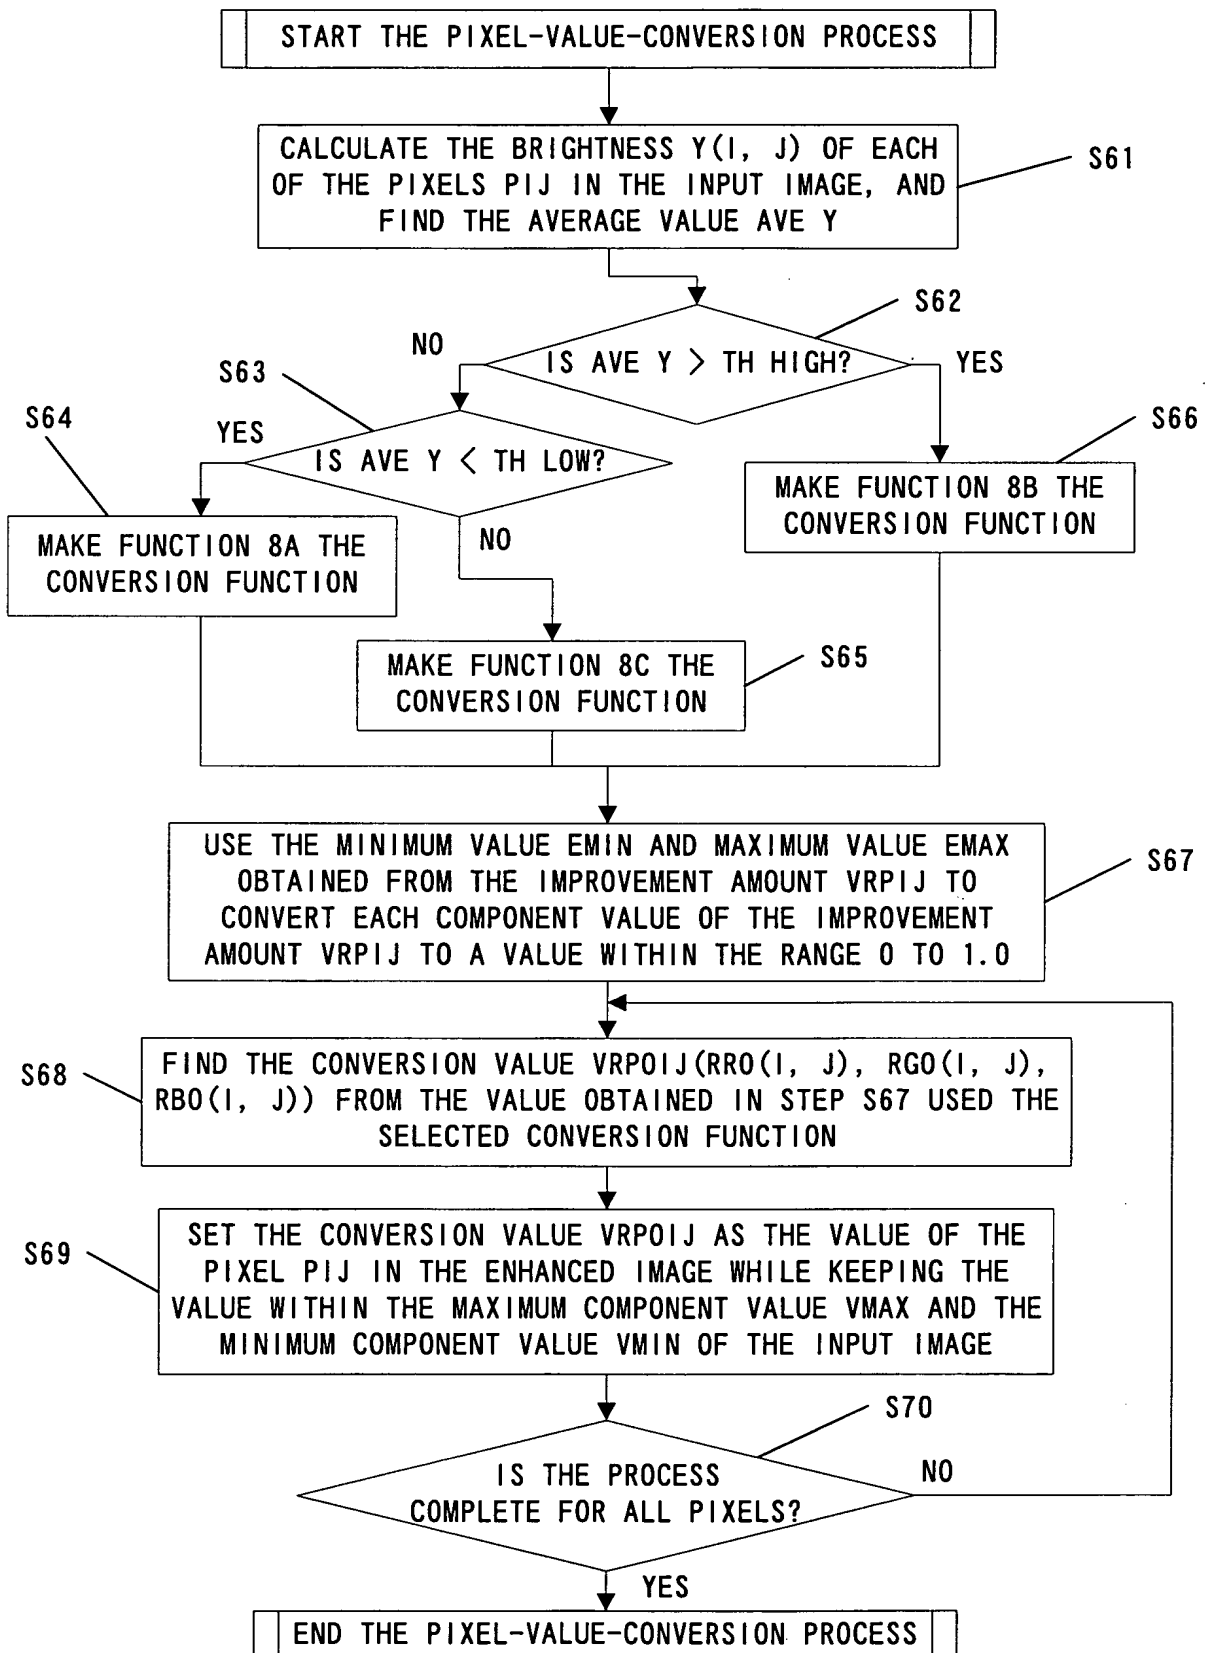 START THE PIXEL-VALUE-CONVERSION PROCESS
CALCULATE THE BRIGHTNESS Y(I, J) OF EACH
OF THE PIXELS PIJ IN THE INPUT IMAGE, AND
FIND THE AVERAGE VALUE AVE Y
S61
S62
IS AVE Y > TH HIGH?
NO
YES
S63
IS AVE Y < TH LOW?
YES
NO
S64
MAKE FUNCTION 8A THE
CONVERSION FUNCTION
S66
MAKE FUNCTION 8B THE
CONVERSION FUNCTION
S65
MAKE FUNCTION 8C THE
CONVERSION FUNCTION
USE THE MINIMUM VALUE EMIN AND MAXIMUM VALUE EMAX
OBTAINED FROM THE IMPROVEMENT AMOUNT VRPIJ TO
CONVERT EACH COMPONENT VALUE OF THE IMPROVEMENT
AMOUNT VRPIJ TO A VALUE WITHIN THE RANGE 0 TO 1.0
S67
S68
FIND THE CONVERSION VALUE VRPOIJ(RRO(I, J), RGO(I, J),
RBO(I, J)) FROM THE VALUE OBTAINED IN STEP S67 USED THE
SELECTED CONVERSION FUNCTION
S69
SET THE CONVERSION VALUE VRPOIJ AS THE VALUE OF THE
PIXEL PIJ IN THE ENHANCED IMAGE WHILE KEEPING THE
VALUE WITHIN THE MAXIMUM COMPONENT VALUE VMAX AND THE
MINIMUM COMPONENT VALUE VMIN OF THE INPUT IMAGE
S70
IS THE PROCESS
COMPLETE FOR ALL PIXELS?
NO
YES
END THE PIXEL-VALUE-CONVERSION PROCESS